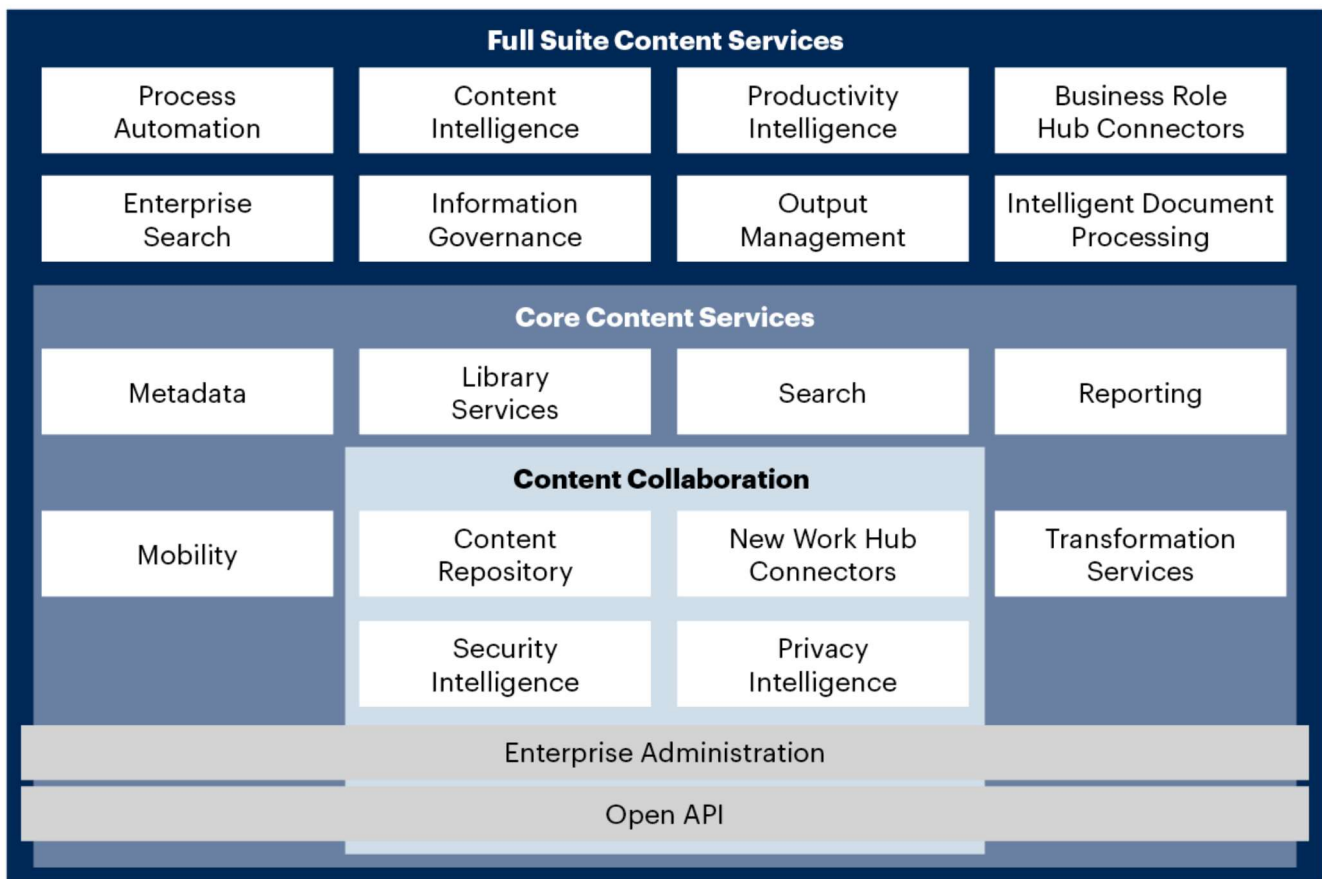 Full Suite Content Services
Process
Automation
Content
Intelligence
Productivity
Intelligence
Business Role
Hub Connectors
Enterprise
Search
Information
Governance
Output
Management
Intelligent Document
Processing
Core Content Services
Metadata
Library
Services
Search
Reporting
Content Collaboration
Mobility
Content
Repository
New Work Hub
Connectors
Transformation
Services
Security
Intelligence
Privacy
Intelligence
Enterprise Administration
Open API